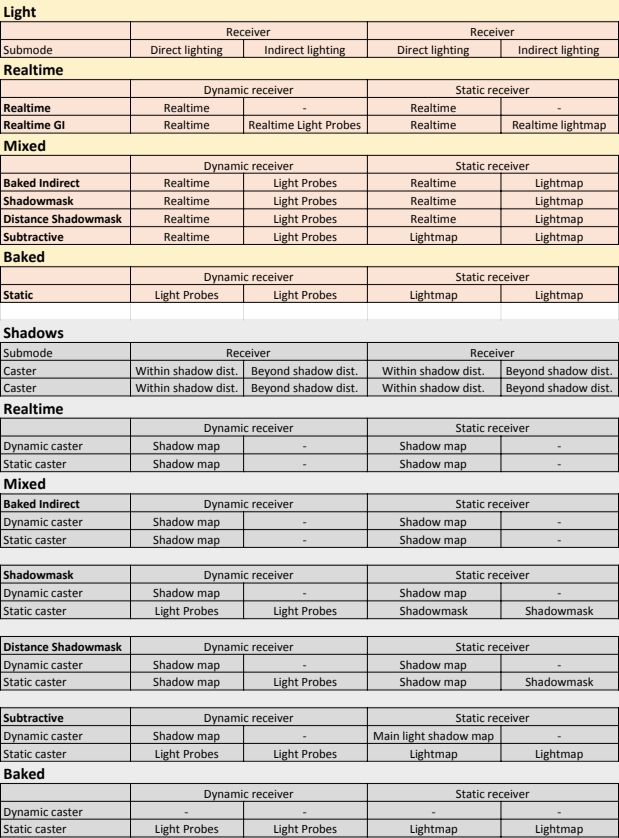 Light
Receiver Receiver
Submode Direct lighting Indirect lighting Direct lighting Indirect lighting
Realtime
Dynamic receiver Static receiver
Realtime Realtime - Realtime -
Realtime GI Realtime Realtime Light Probes Realtime Realtime lightmap
Mixed
Dynamic receiver Static receiver
Baked Indirect Realtime Light Probes Realtime Lightmap
Shadowmask Realtime Light Probes Realtime Lightmap
Distance Shadowmask Realtime Light Probes Realtime Lightmap
Subtractive Realtime Light Probes Lightmap Lightmap
Baked
Dynamic receiver Static receiver
Static Light Probes Light Probes Lightmap Lightmap
Shadows
Submode Receiver Receiver
Caster Within shadow dist. Beyond shadow dist. Within shadow dist. Beyond shadow dist.
Caster Within shadow dist. Beyond shadow dist. Within shadow dist. Beyond shadow dist.
Realtime
Dynamic receiver Static receiver
Dynamic caster Shadow map - Shadow map -
Static caster Shadow map - Shadow map -
Mixed
Baked Indirect Dynamic receiver Static receiver
Dynamic caster Shadow map - Shadow map -
Static caster Shadow map - Shadow map -
Shadowmask Dynamic receiver Static receiver
Dynamic caster Shadow map - Shadow map -
Static caster Light Probes Light Probes Shadowmask Shadowmask
Distance Shadowmask Dynamic receiver Static receiver
Dynamic caster Shadow map - Shadow map -
Static caster Shadow map Light Probes Shadow map Shadowmask
Subtractive Dynamic receiver Static receiver
Dynamic caster Shadow map - Main light shadow map -
Static caster Light Probes Light Probes Lightmap Lightmap
Baked
Dynamic receiver Static receiver
Dynamic caster - - - -
Static caster Light Probes Light Probes Lightmap Lightmap